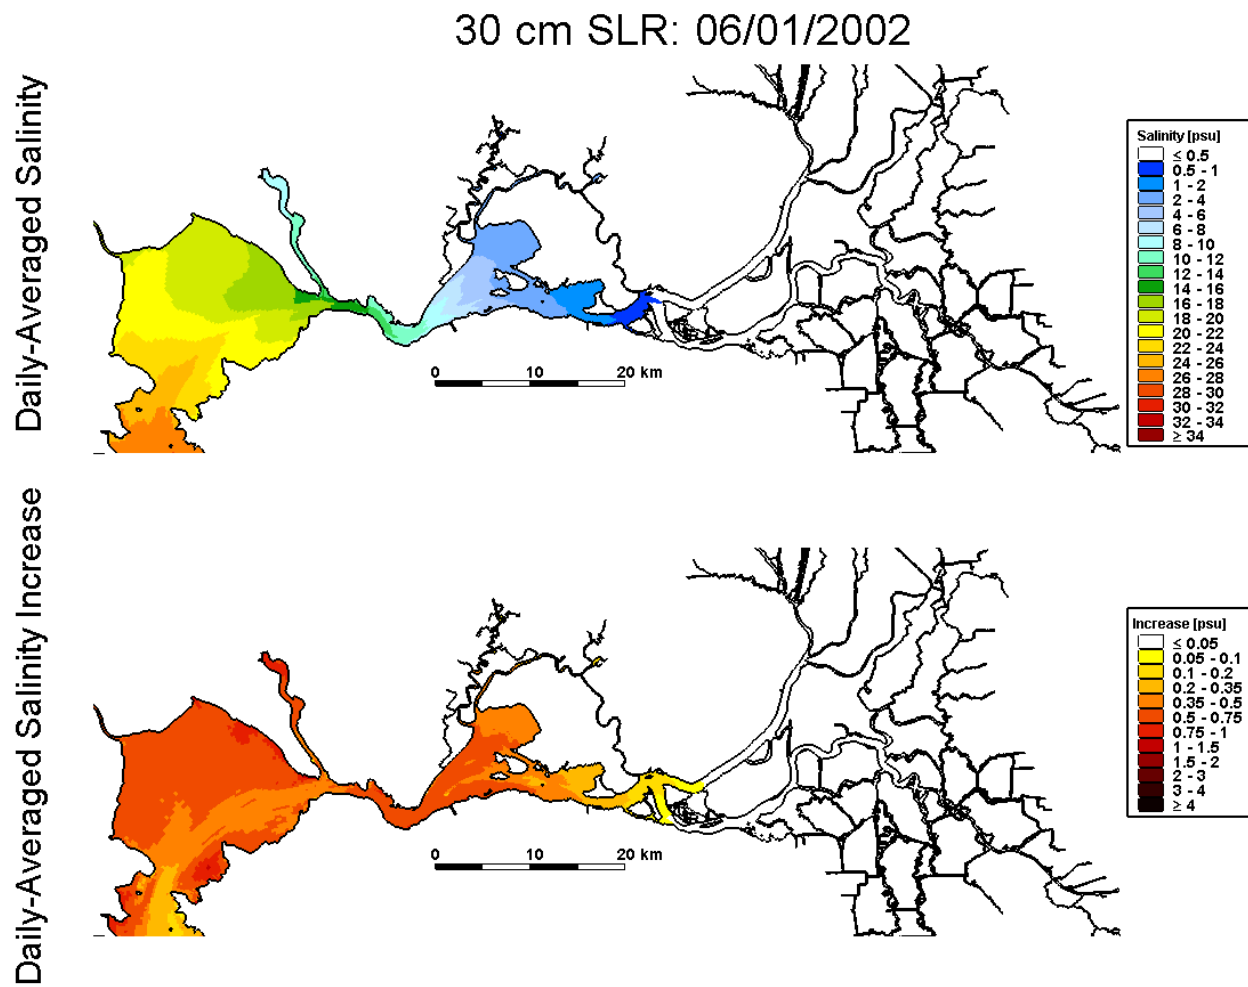 30 cm SLR: 06/01/2002
Daily-Averaged Salinity
Salinity [psu]
≤ 0.5
0.5 - 1
1 - 2
2 - 4
4 - 6
6 - 8
8 - 10
10 - 12
12 - 14
14 - 16
16 - 18
18 - 20
20 - 22
22 - 24
24 - 26
26 - 28
28 - 30
30 - 32
32 - 34
≥ 34
0 10 20 km
Daily-Averaged Salinity Increase
Increase [psu]
≤ 0.05
0.05 - 0.1
0.1 - 0.2
0.2 - 0.35
0.35 - 0.5
0.5 - 0.75
0.75 - 1
1 - 1.5
1.5 - 2
2 - 3
3 - 4
≥ 4
0 10 20 km